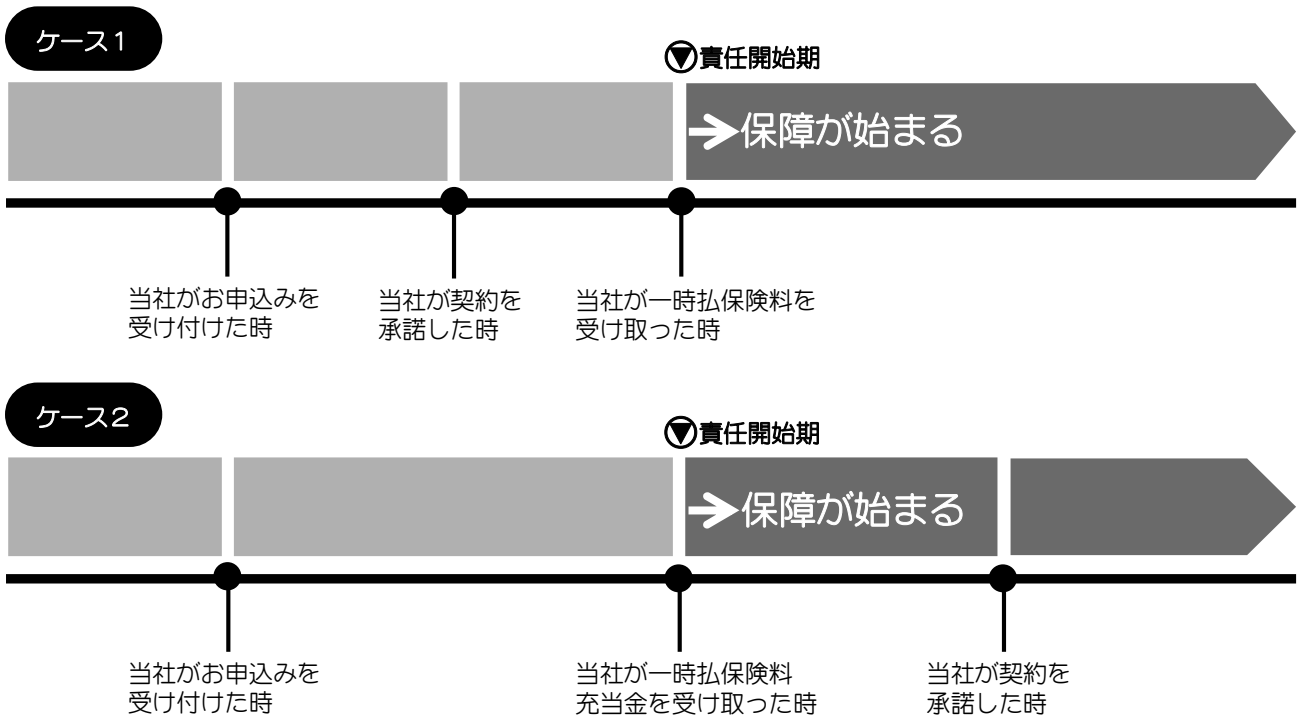 ケース1
責任開始期
保障が始まる
当社がお申込みを
受け付けた時
当社が契約を
承諾した時
当社が一時払保険料を
受け取った時
ケース2
責任開始期
保障が始まる
当社がお申込みを
受け付けた時
当社が一時払保険料
充当金を受け取った時
当社が契約を
承諾した時